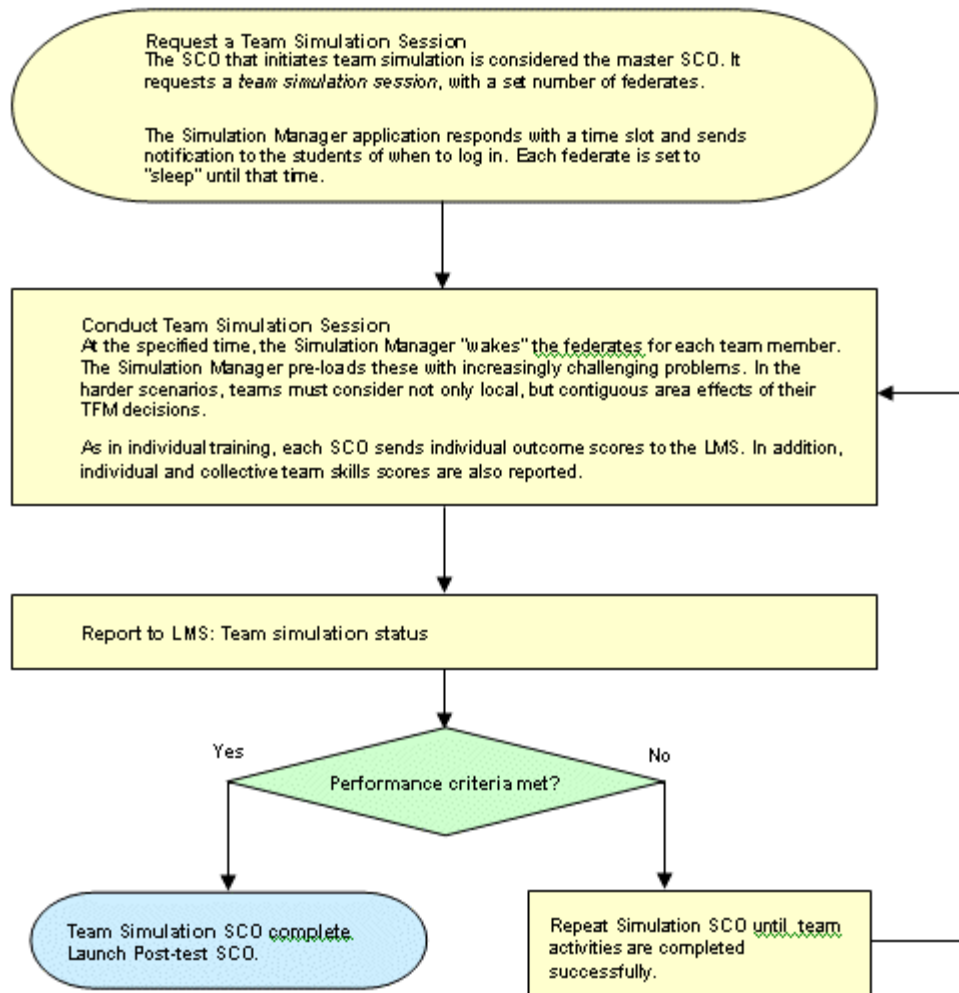 Request a Team Simulation Session
The SCO that initiates team simulation is considered the master SCO. It
requests a team simulation session, with a set number of federates.
The Simulation Manager application responds with a time slot and sends
notification to the students of when to log in. Each federate is set to
"sleep" until that time.
Conduct Team Simulation Session
At the specified time, the Simulation Manager "wakes" the federates for each team member.
The Simulation Manager pre-loads these with increasingly challenging problems. In the
harder scenarios, teams must consider not only local, but contiguous area effects of their
TFM decisions.
As in individual training, each SCO sends individual outcome scores to the LMS. In addition,
individual and collective team skills scores are also reported.
Report to LMS: Team simulation status
Yes
No
Performance criteria met?
Team Simulation SCO complete
Launch Post-test SCO.
Repeat Simulation SCO until team
activities are completed
successfully.